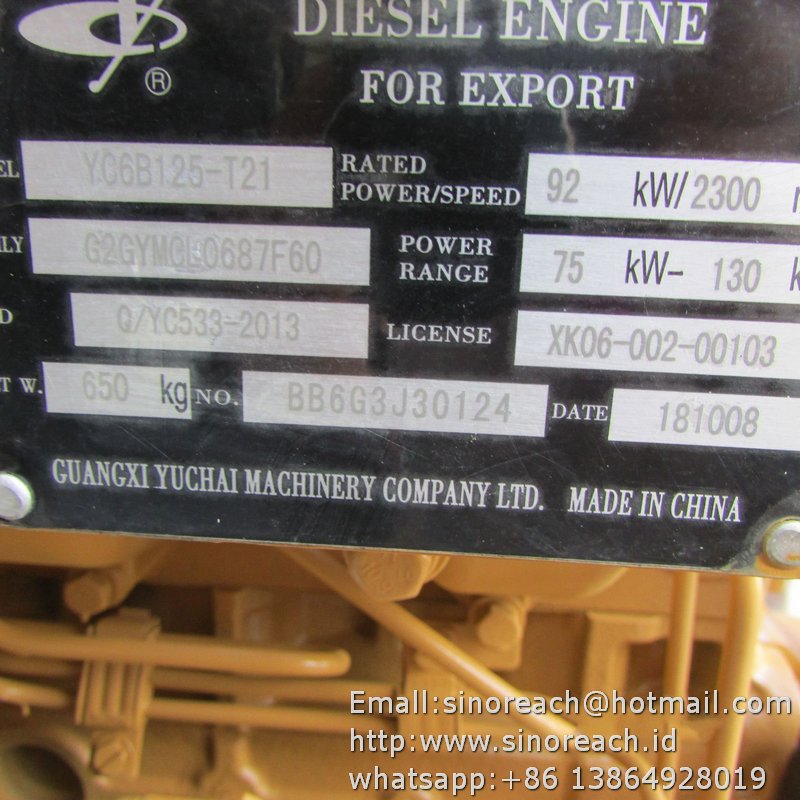 DIESEL ENGINE
FOR EXPORT
®
EL YC6B125-T21 RATED POWER/SPEED 92 kW/2300 r
LY G2GYMCL0687F60 POWER RANGE 75 kW- 130 k
D Q/YC533-2013 LICENSE XK06-002-00103
T W. 650 kg NO. BB6G3J30124 DATE 181008
GUANGXI YUCHAI MACHINERY COMPANY LTD. MADE IN CHINA
Emall:sinoreach@hotmail.com
http:www.sinoreach.id
whatsapp:+86 13864928019